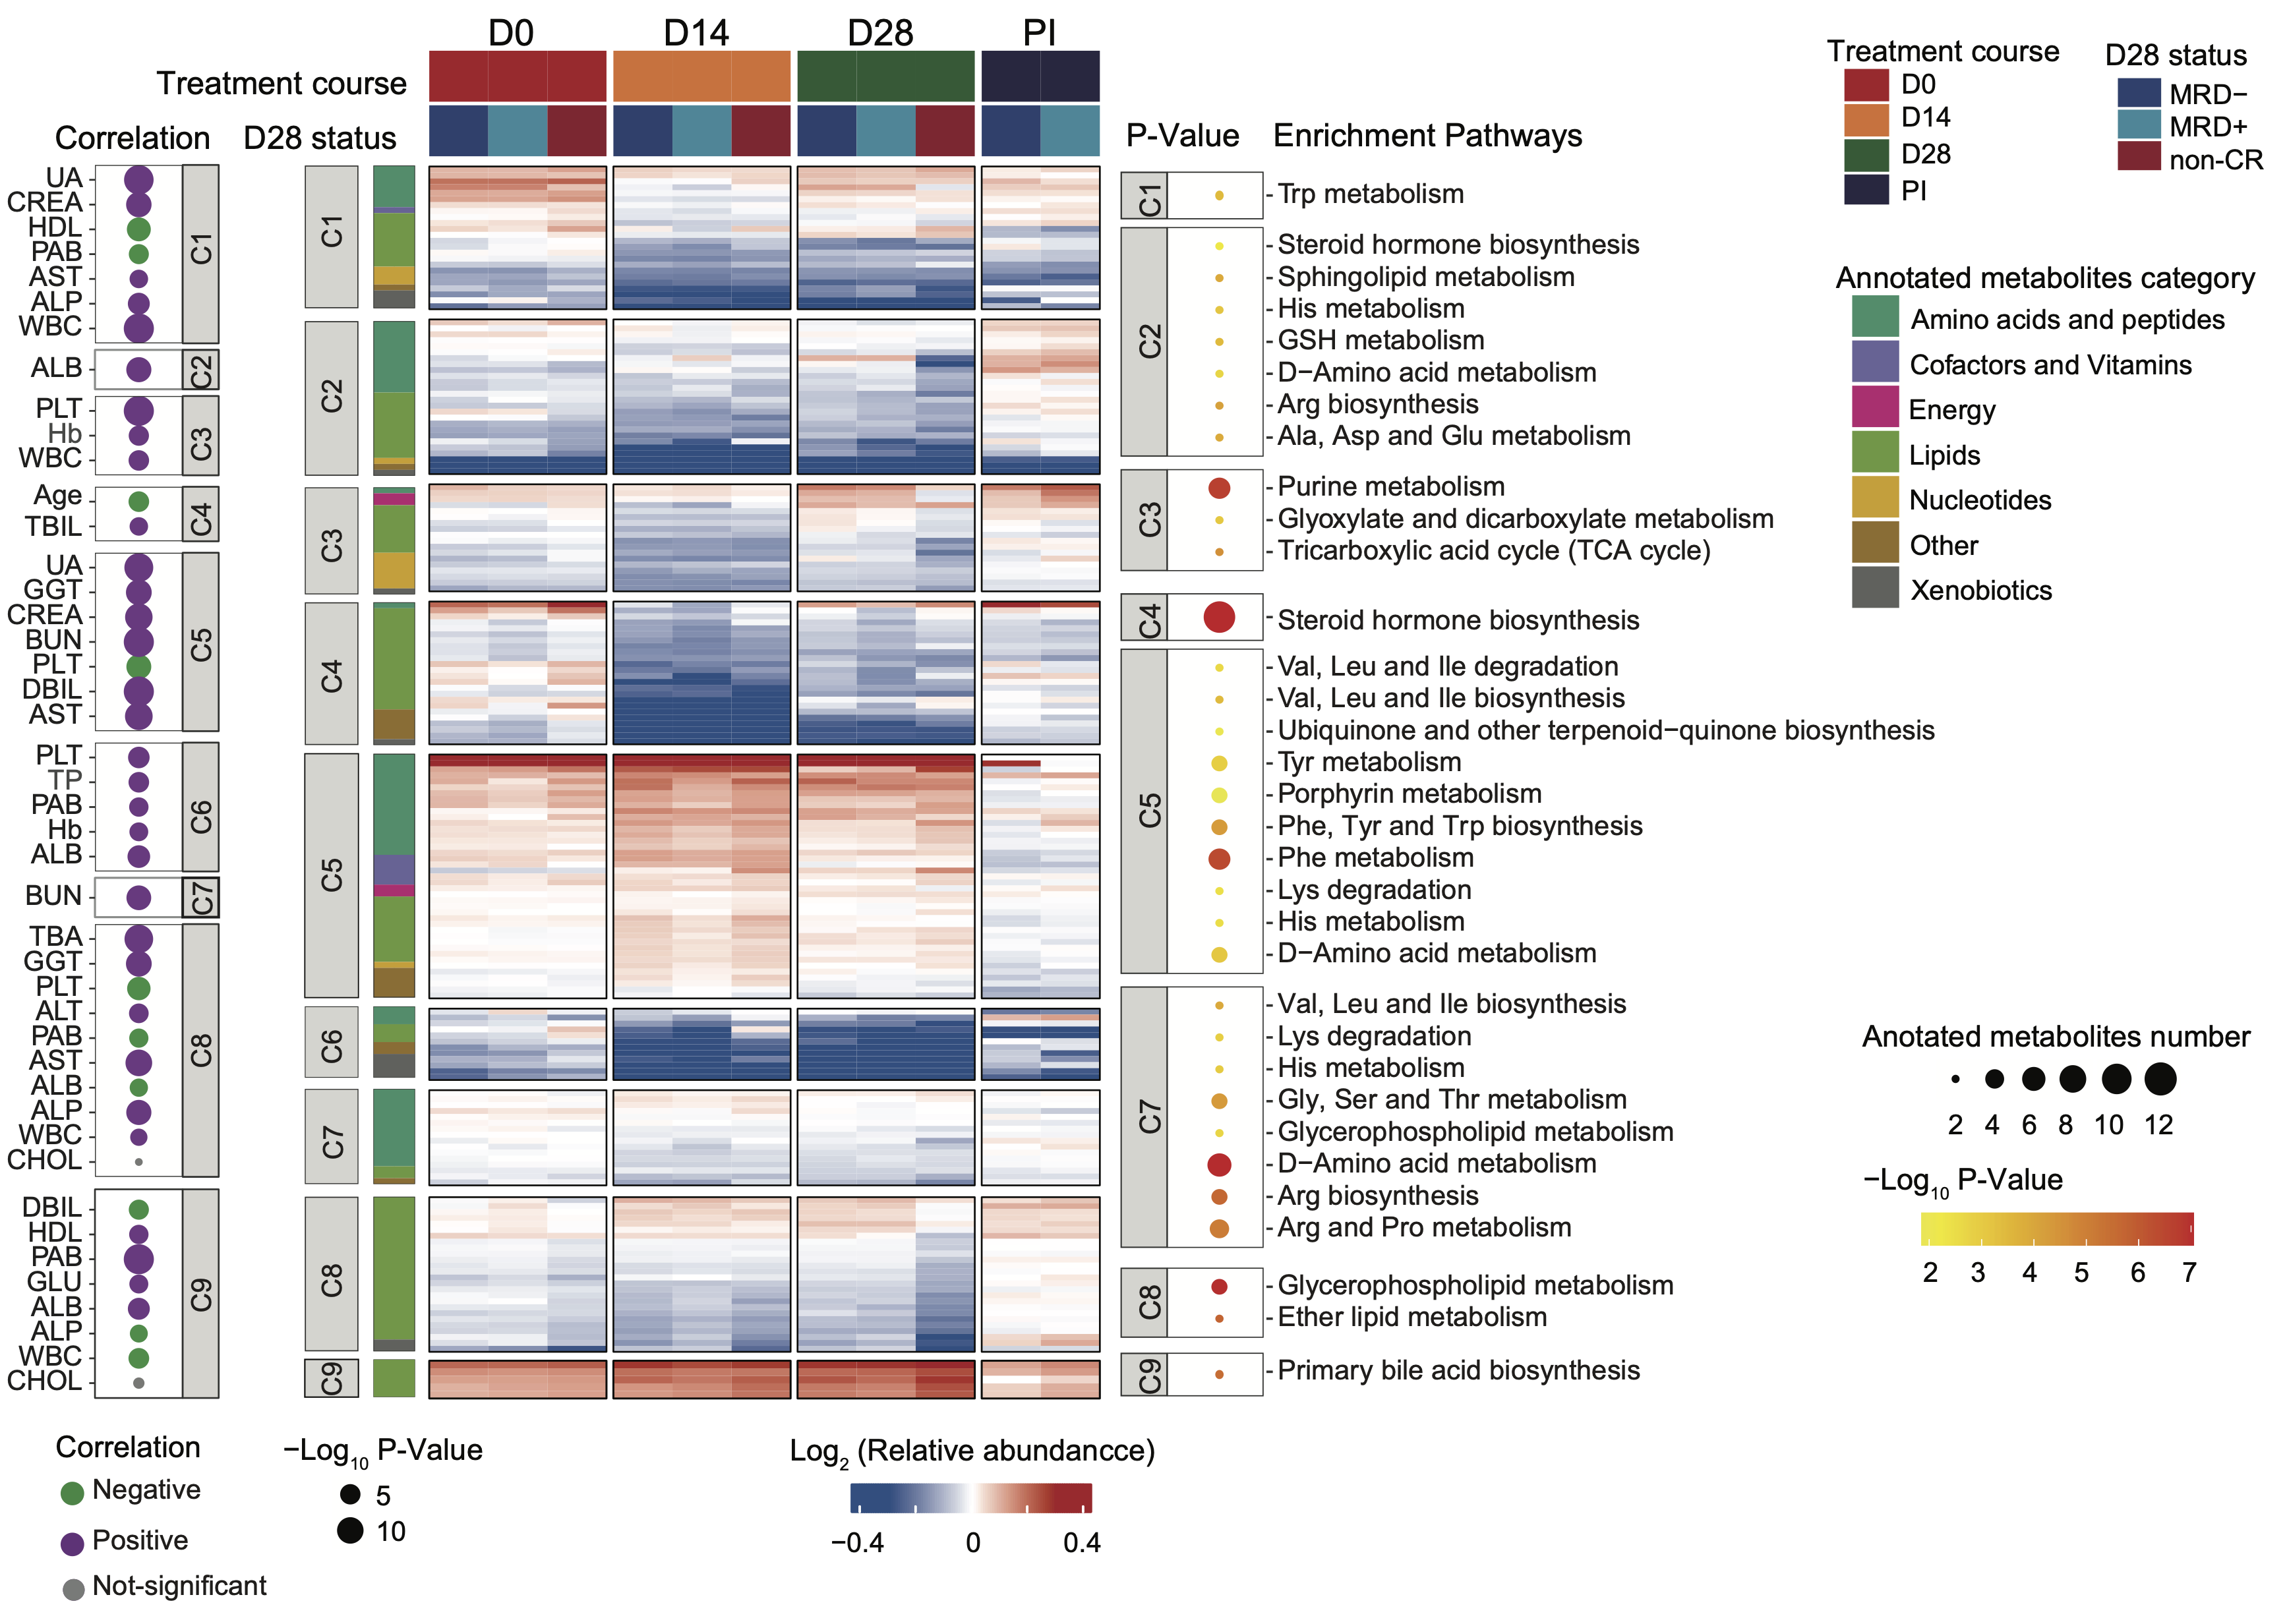 D0 D14 D28 PI
Treatment course
Correlation
D28 status
UA
CREA
HDL
PAB
AST
ALP
WBC
C1
ALB
C2
PLT
Hb
WBC
C3
Age
TBIL
C4
UA
GGT
CREA
BUN
PLT
DBIL
AST
C5
PLT
TP
PAB
Hb
ALB
C6
BUN
C7
TBA
GGT
PLT
ALT
PAB
AST
ALB
ALP
WBC
CHOL
C8
DBIL
HDL
PAB
GLU
ALB
ALP
WBC
CHOL
C9
C1
C2
C3
C4
C5
C6
C7
C8
C9
P-Value Enrichment Pathways
C1
Trp metabolism
C2
Steroid hormone biosynthesis
Sphingolipid metabolism
His metabolism
GSH metabolism
D−Amino acid metabolism
Arg biosynthesis
Ala, Asp and Glu metabolism
C3
Purine metabolism
Glyoxylate and dicarboxylate metabolism
Tricarboxylic acid cycle (TCA cycle)
C4
Steroid hormone biosynthesis
C5
Val, Leu and Ile degradation
Val, Leu and Ile biosynthesis
Ubiquinone and other terpenoid−quinone biosynthesis
Tyr metabolism
Porphyrin metabolism
Phe, Tyr and Trp biosynthesis
Phe metabolism
Lys degradation
His metabolism
D−Amino acid metabolism
C7
Val, Leu and Ile biosynthesis
Lys degradation
His metabolism
Gly, Ser and Thr metabolism
Glycerophospholipid metabolism
D−Amino acid metabolism
Arg biosynthesis
Arg and Pro metabolism
C8
Glycerophospholipid metabolism
Ether lipid metabolism
C9
Primary bile acid biosynthesis
Treatment course
D0
D14
D28
PI
D28 status
MRD−
MRD+
non-CR
Annotated metabolites category
Amino acids and peptides
Cofactors and Vitamins
Energy
Lipids
Nucleotides
Other
Xenobiotics
Anotated metabolites number
2 4 6 8 10 12
−Log10 P-Value
2 3 4 5 6 7
Correlation
Negative
Positive
Not-significant
−Log10 P-Value
5
10
Log2 (Relative abundancce)
−0.4 0 0.4